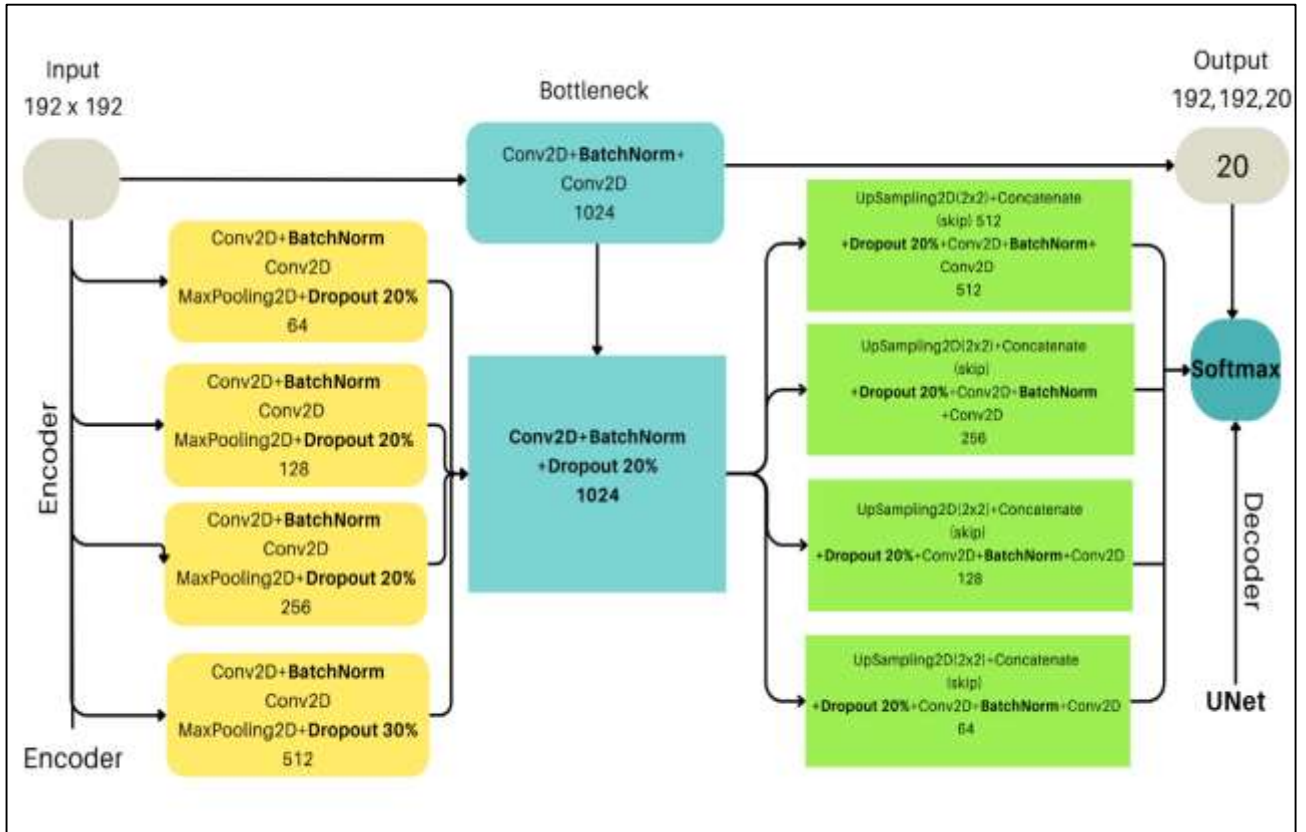 Input
192 x 192
Bottleneck
Output
192,192,20
Conv2D+BatchNorm+
Conv2D
1024
20
Encoder
Conv2D+BatchNorm
Conv2D
MaxPooling2D+Dropout 20%
64
Conv2D+BatchNorm
Conv2D
MaxPooling2D+Dropout 20%
128
Conv2D+BatchNorm
Conv2D
MaxPooling2D+Dropout 20%
256
Conv2D+BatchNorm
Conv2D
MaxPooling2D+Dropout 30%
512
Encoder
Conv2D+BatchNorm
+Dropout 20%
1024
UpSampling2D(2x2)+Concatenate
(skip) 512
+Dropout 20%+Conv2D+BatchNorm+
Conv2D
512
UpSampling2D(2x2)+Concatenate
(skip)
+Dropout 20%+Conv2D+BatchNorm
+Conv2D
256
UpSampling2D(2x2)+Concatenate
(skip)
+Dropout 20%+Conv2D+BatchNorm+Conv2D
128
UpSampling2D(2x2)+Concatenate
(skip)
+Dropout 20%+Conv2D+BatchNorm+Conv2D
64
Softmax
Decoder
UNet